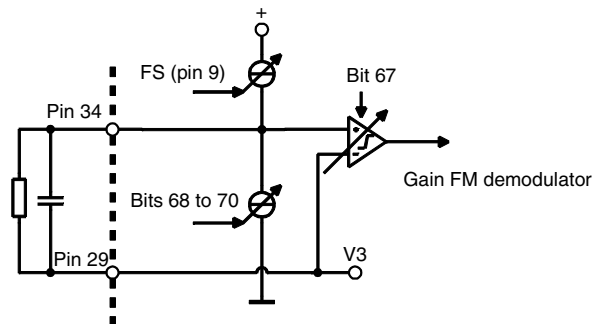 +
FS (pin 9)
Bit 67
Pin 34
Gain FM demodulator
Bits 68 to 70
Pin 29
V3